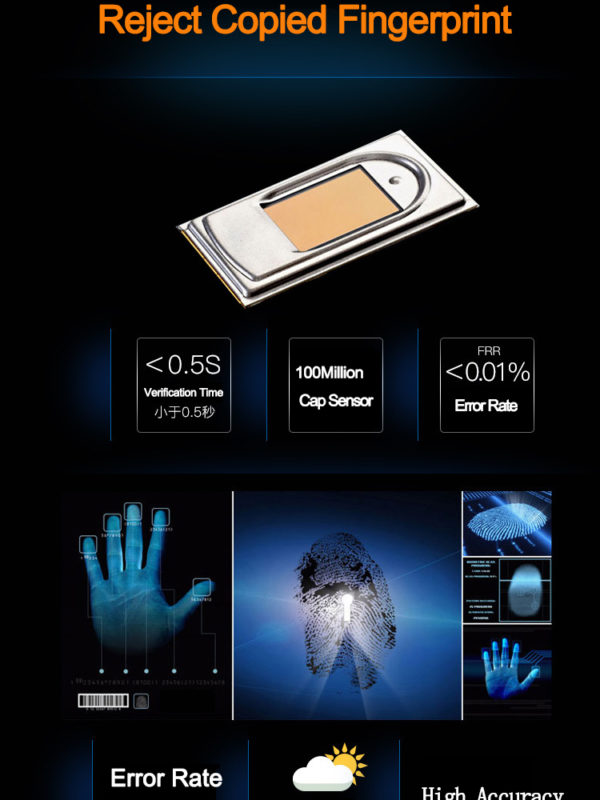 Reject Copied Fingerprint
<0.5S
Verification Time
小于0.5秒
100Million
Cap Sensor
FRR
<0.01%
Error Rate
Error Rate
High Accuracy